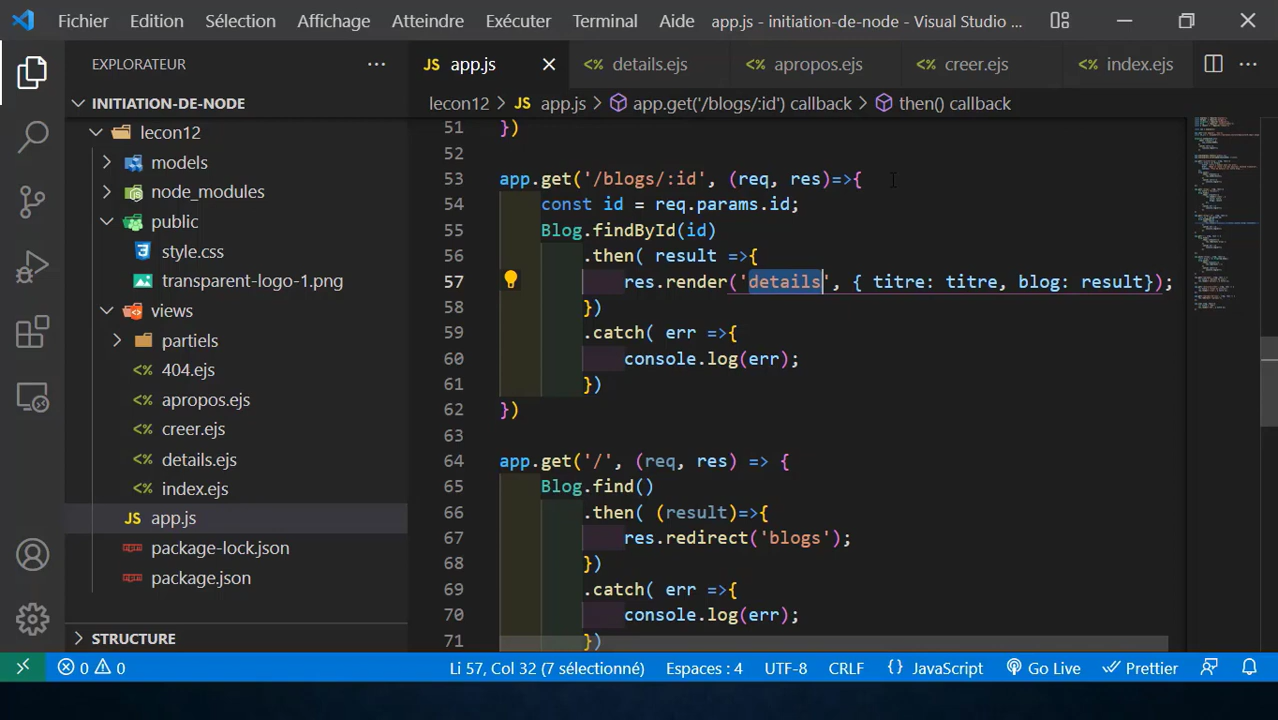 Fichier Edition Sélection Affichage Atteindre Exécuter Terminal Aide app.js - initiation-de-node - Visual Studio ...
EXPLORATEUR
app.js details.ejs apropos.ejs creer.ejs index.ejs
INITIATION-DE-NODE
lecon12 > JS app.js > app.get('/blogs/:id') callback > then() callback
lecon12
models
node_modules
public
style.css
transparent-logo-1.png
views
partiels
404.ejs
apropos.ejs
creer.ejs
details.ejs
index.ejs
JS app.js
package-lock.json
package.json
STRUCTURE
51 })
52
53 app.get('/blogs/:id', (req, res)=>{
54 const id = req.params.id;
55 Blog.findById(id)
56 .then( result =>{
57 res.render('details', { titre: titre, blog: result});
58 })
59 .catch( err =>{
60 console.log(err);
61 })
62 })
63
64 app.get('/', (req, res) => {
65 Blog.find()
66 .then( (result)=>{
67 res.redirect('blogs');
68 })
69 .catch( err =>{
70 console.log(err);
71 })
0 0 Li 57, Col 32 (7 sélectionné) Espaces : 4 UTF-8 CRLF {} JavaScript Go Live Prettier